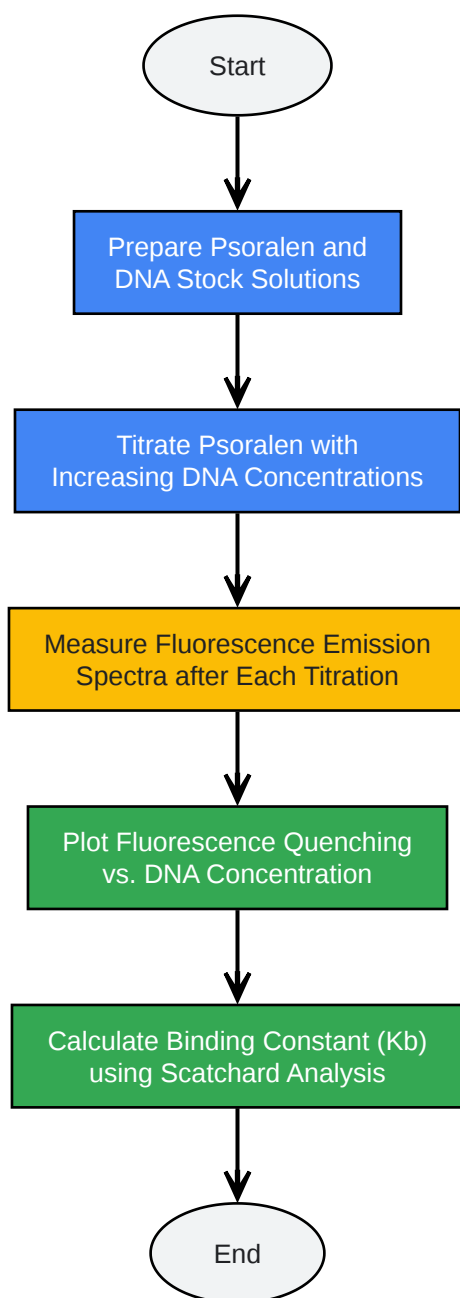 Start
Prepare Psoralen and
DNA Stock Solutions
Titrate Psoralen with
Increasing DNA Concentrations
Measure Fluorescence Emission
Spectra after Each Titration
Plot Fluorescence Quenching
vs. DNA Concentration
Calculate Binding Constant (Kb)
using Scatchard Analysis
End